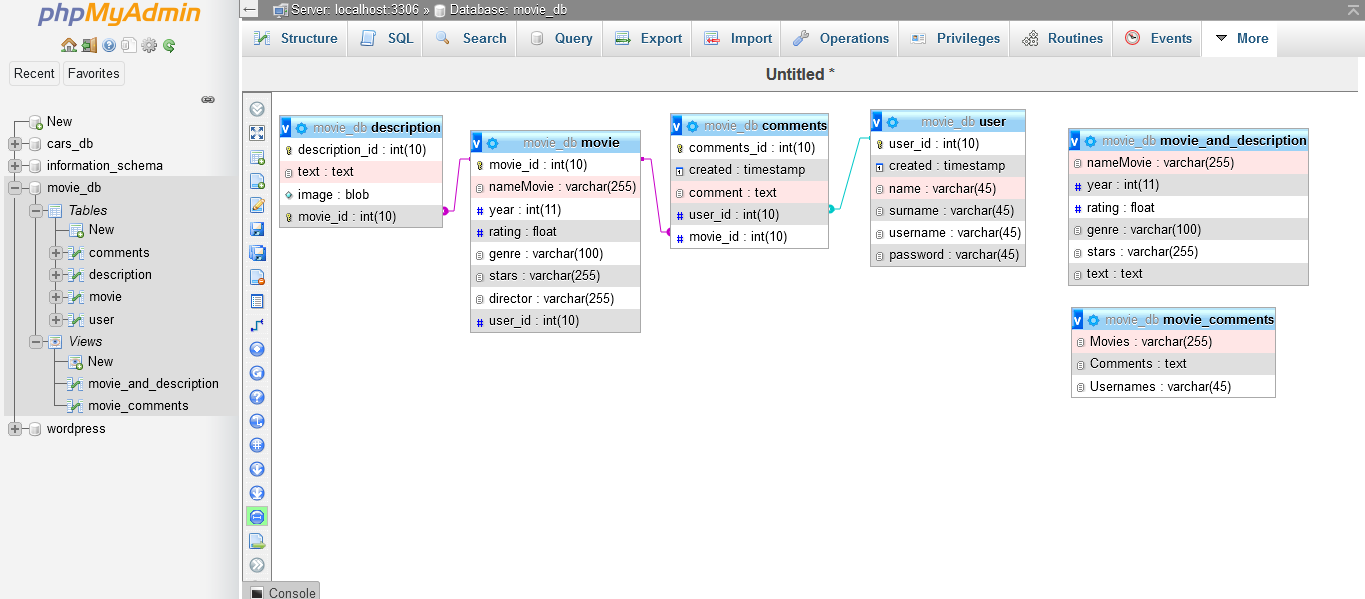 phpMyAdmin
Recent Favorites
New
cars_db
information_schema
movie_db
Tables
New
comments
description
movie
user
Views
New
movie_and_description
movie_comments
wordpress
Server: localhost:3306 » Database: movie_db
Structure SQL Search Query Export Import Operations Privileges Routines Events More
Untitled *
v movie_db description
description_id : int(10)
text : text
image : blob
movie_id : int(10)
v movie_db movie
movie_id : int(10)
nameMovie : varchar(255)
year : int(11)
rating : float
genre : varchar(100)
stars : varchar(255)
director : varchar(255)
user_id : int(10)
v movie_db comments
comments_id : int(10)
created : timestamp
comment : text
user_id : int(10)
movie_id : int(10)
v movie_db user
user_id : int(10)
created : timestamp
name : varchar(45)
surname : varchar(45)
username : varchar(45)
password : varchar(45)
v movie_db movie_and_description
nameMovie : varchar(255)
year : int(11)
rating : float
genre : varchar(100)
stars : varchar(255)
text : text
v movie_db movie_comments
Movies : varchar(255)
Comments : text
Usernames : varchar(45)
Console